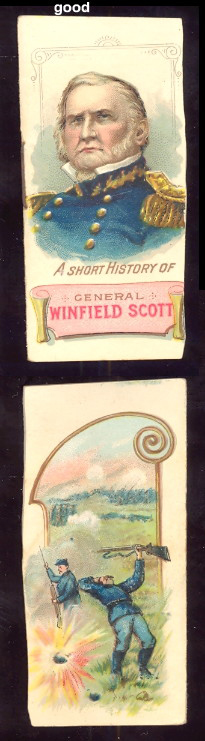 good
A SHORT HISTORY OF
GENERAL
WINFIELD SCOTT